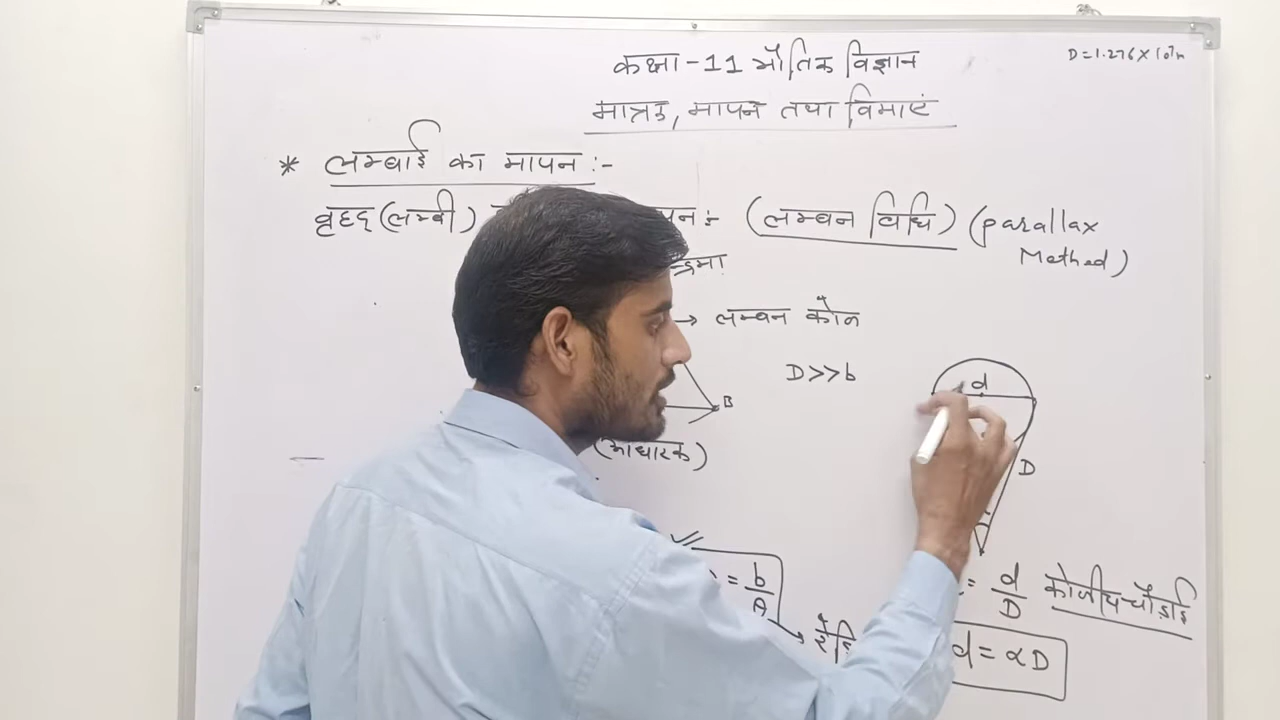 कक्षा-11 भौतिक विज्ञान
D=1.276×10⁷m
मात्रक, मापन तथा विमाएं
* लम्बाई का मापन :-
वृहद (लम्बी)
पन :- (लम्बन विधि) (parallax
Method)
→ लम्बन कोण
D>>b
d
B
(आधारक)
D
= b/θ
= d/D कोणीय चौड़ाई
d = αD